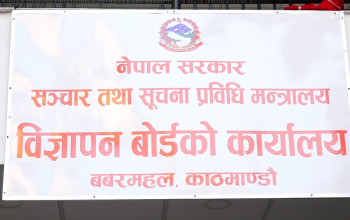 नेपाल सरकार
सञ्चार तथा सूचना प्रविधि मन्त्रालय
विज्ञापन बोर्डको कार्यालय
बबरमहल, काठमाण्डौ